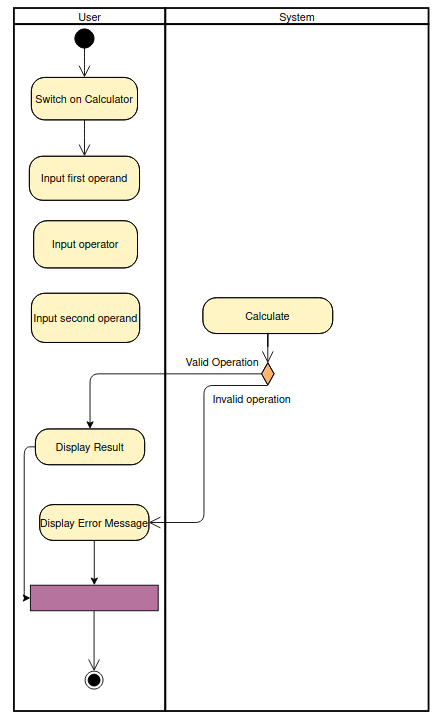 User
System
Switch on Calculator
Input first operand
Input operator
Input second operand
Calculate
Valid Operation
Invalid operation
Display Result
Display Error Message